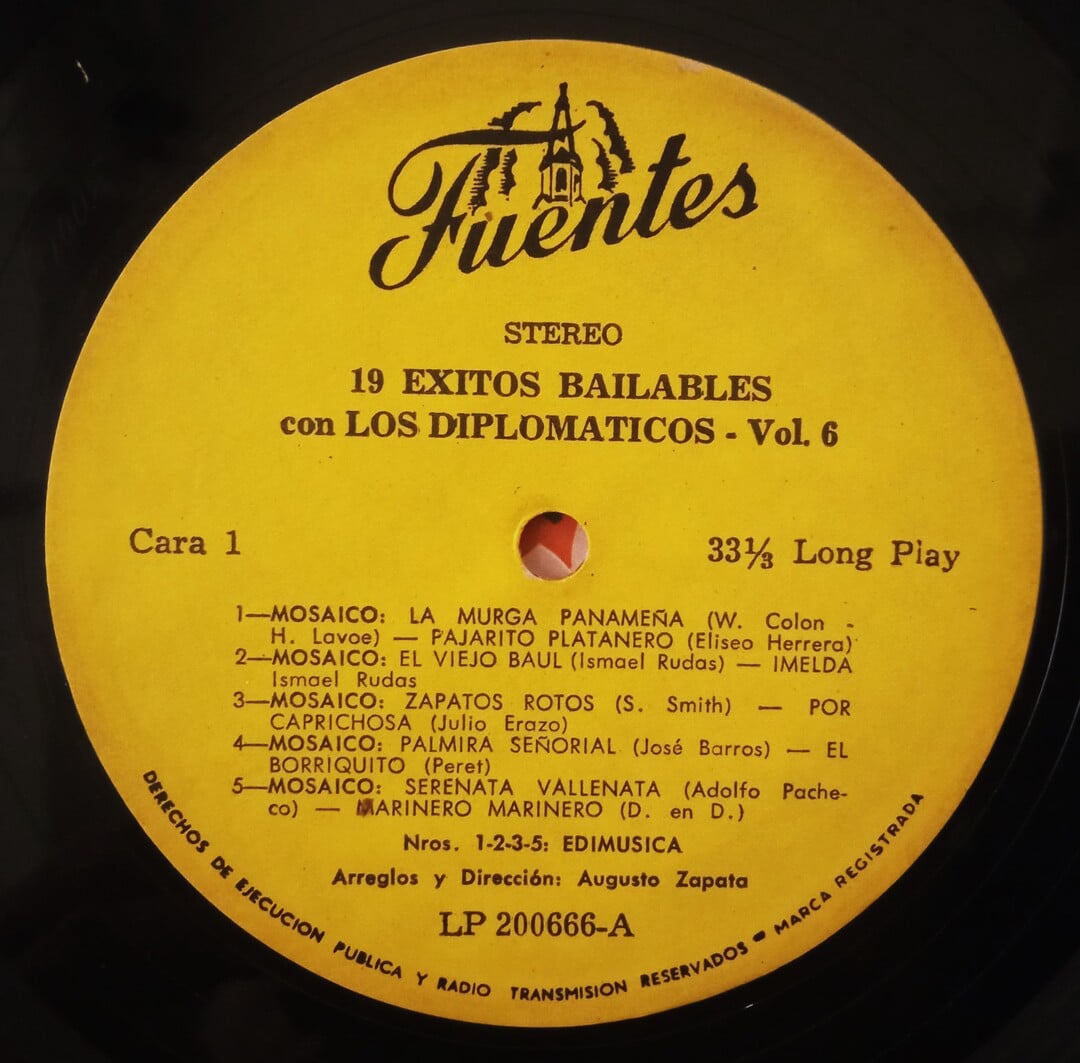 Fuentes
STEREO
19 EXITOS BAILABLES
con LOS DIPLOMATICOS - Vol. 6
Cara 1
33⅓ Long Play
1—MOSAICO: LA MURGA PANAMEÑA (W. Colon -
H. Lavoe) — PAJARITO PLATANERO (Eliseo Herrera)
2—MOSAICO: EL VIEJO BAUL (Ismael Rudas) — IMELDA
Ismael Rudas
3—MOSAICO: ZAPATOS ROTOS (S. Smith) — POR
CAPRICHOSA (Julio Erazo)
4—MOSAICO: PALMIRA SEÑORIAL (José Barros) — EL
BORRIQUITO (Peret)
5—MOSAICO: SERENATA VALLENATA (Adolfo Pache-
co) — MARINERO MARINERO (D. en D.)
Nros. 1-2-3-5: EDIMUSICA
Arreglos y Dirección: Augusto Zapata
LP 200666-A
DERECHOS DE EJECUCION PUBLICA Y RADIO TRANSMISION RESERVADOS - MARCA REGISTRADA